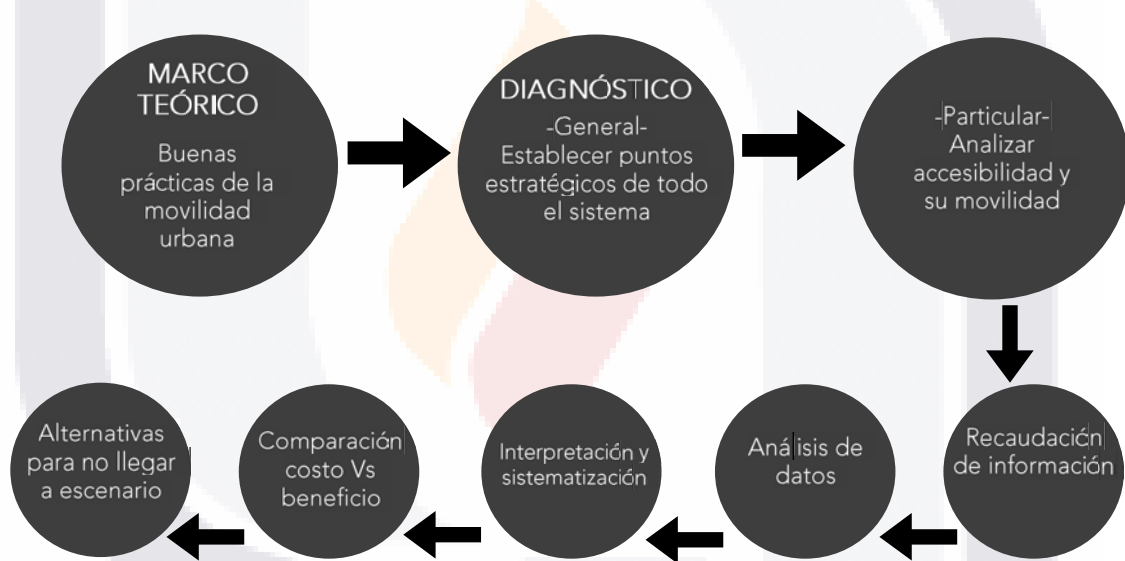 MARCO
TEÓRICO
Buenas
prácticas de la
movilidad
urbana
DIAGNÓSTICO
-General-
Establecer puntos
estratégicos de todo
el sistema
-Particular-
Analizar
accesibilidad y
su movilidad
Recaudación
de información
Análisis de
datos
Interpretación y
sistematización
Comparación
costo Vs
beneficio
Alternativas
para no llegar
a escenario